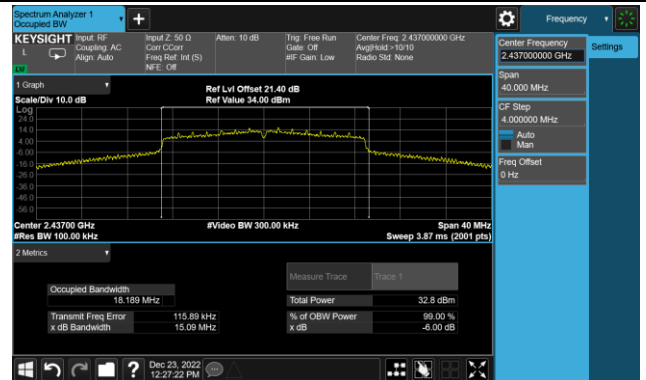 Spectrum Analyzer 1
Occupied BW
Frequency
KEYSIGHT
L
Input: RF
Coupling: AC
Align: Auto
Input Z: 50 Ω
Corr CCorr
Freq Ref: Int (S)
NFE: Off
Atten: 10 dB
Trig: Free Run
Gate: Off
#IF Gain: Low
Center Freq: 2.437000000 GHz
Avg|Hold:>10/10
Radio Std: None
Center Frequency
2.437000000 GHz
Settings
Span
40.000 MHz
CF Step
4.000000 MHz
Auto
Man
Freq Offset
0 Hz
1 Graph
Scale/Div 10.0 dB
Ref Lvl Offset 21.40 dB
Ref Value 34.00 dBm
Log
24.0
14.0
4.00
-6.00
-16.0
-26.0
-36.0
-46.0
-56.0
Center 2.43700 GHz
#Video BW 300.00 kHz
Span 40 MHz
#Res BW 100.00 kHz
Sweep 3.87 ms (2001 pts)
2 Metrics
Measure Trace
Trace 1
Occupied Bandwidth
18.189 MHz
Total Power
32.8 dBm
Transmit Freq Error
115.89 kHz
% of OBW Power
99.00 %
x dB Bandwidth
15.09 MHz
x dB
-6.00 dB
?
Dec 23, 2022
12:27:22 PM